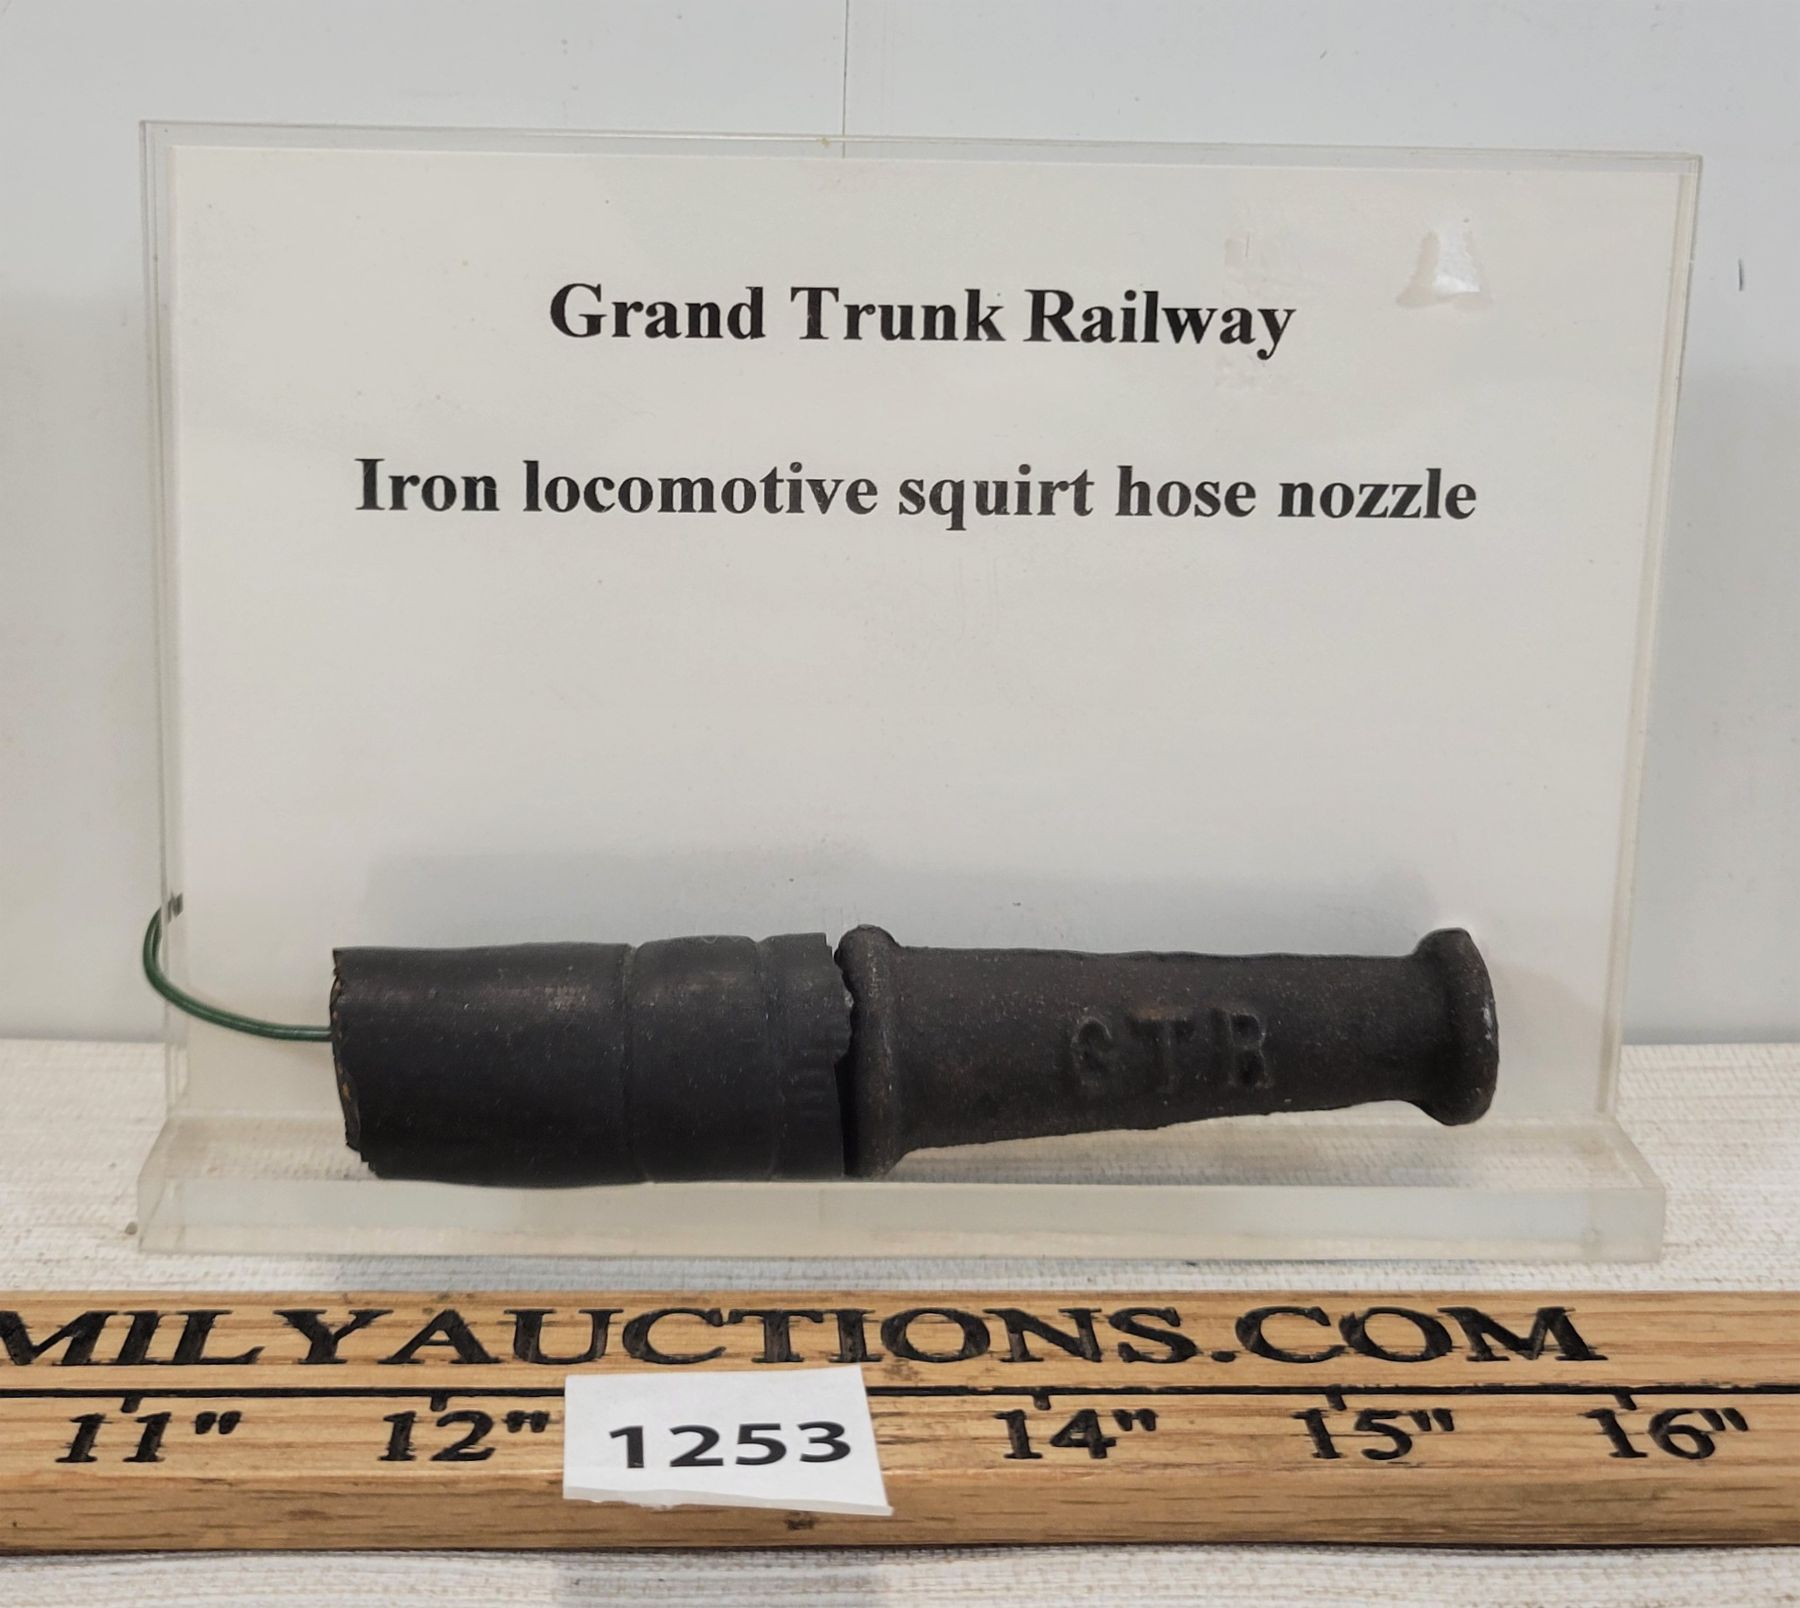 Grand Trunk Railway
Iron locomotive squirt hose nozzle
GTR
MILYAUCTIONS.COM
11" 12" 14" 15" 16"
1253